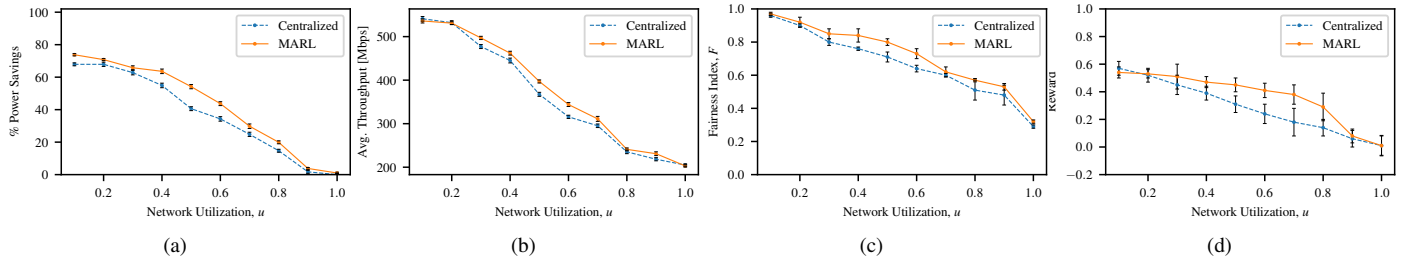 % Power Savings
100
80
60
40
20
0
0.2 0.4 0.6 0.8 1.0
Network Utilization, u
Centralized
MARL
(a)
Avg. Throughput [Mbps]
500
400
300
200
0.2 0.4 0.6 0.8 1.0
Network Utilization, u
Centralized
MARL
(b)
Fairness Index, F
1.0
0.8
0.6
0.4
0.2
0.0
0.2 0.4 0.6 0.8 1.0
Network Utilization, u
Centralized
MARL
(c)
Reward
1.0
0.8
0.6
0.4
0.2
0.0
−0.2
0.2 0.4 0.6 0.8 1.0
Network Utilization, u
Centralized
MARL
(d)